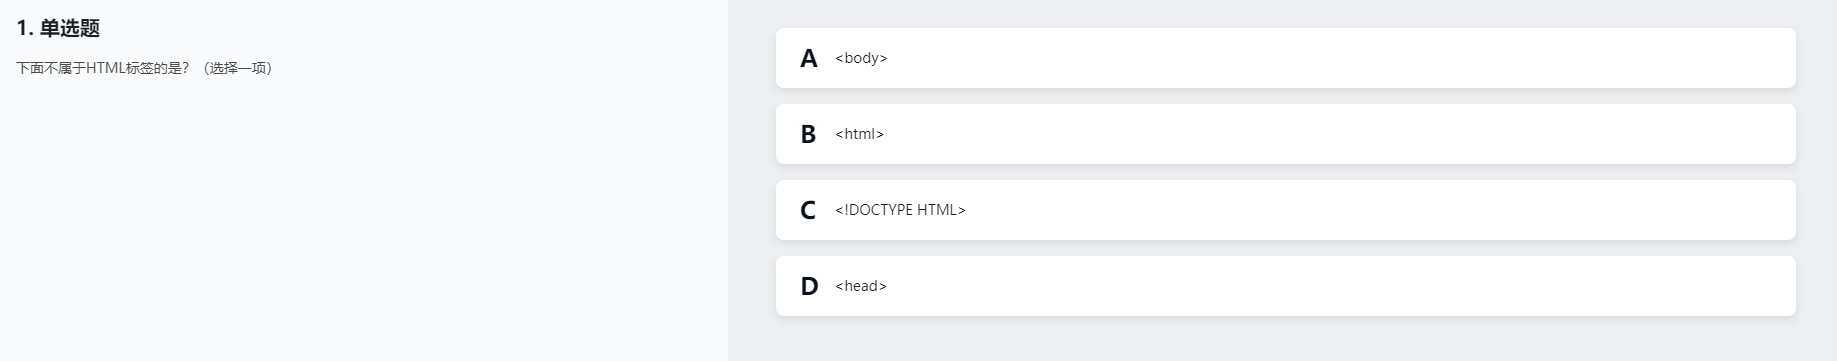 1. 单选题
下面不属于HTML标签的是？（选择一项）
A <body>
B <html>
C <!DOCTYPE HTML>
D <head>